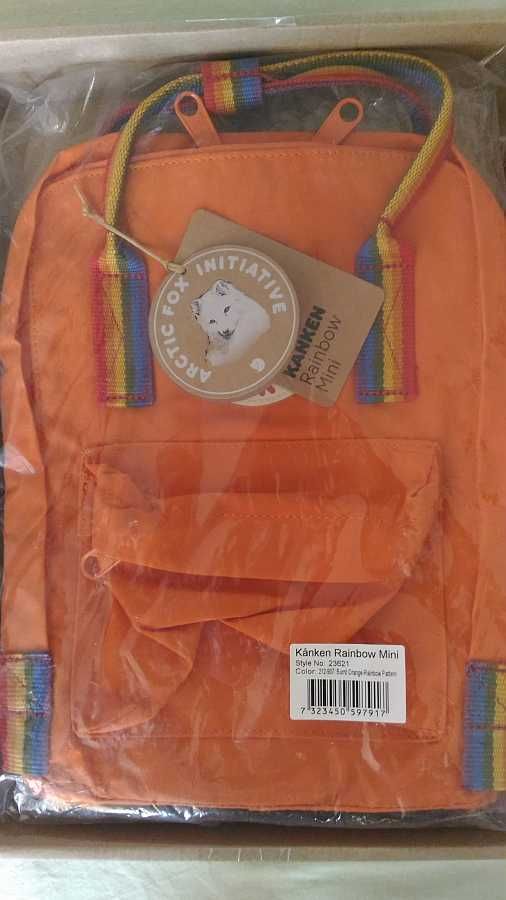 ARCTIC FOX INITIATIVE
KÅNKEN
Rainbow
Mini
Kånken Rainbow Mini
Style No: 23621
Color: 212-907: Burnt Orange-Rainbow Pattern
7 323450 597917